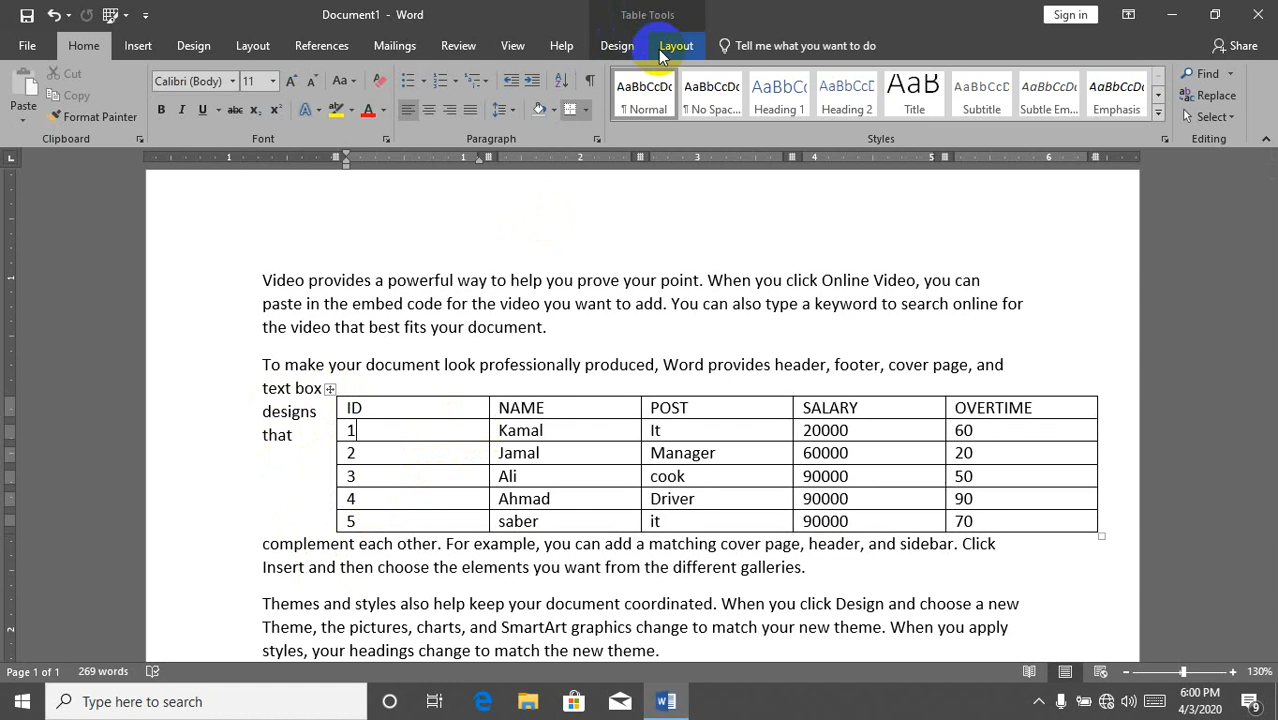 Document1 - Word
Table Tools
Sign in
File Home Insert Design Layout References Mailings Review View Help Design Layout Tell me what you want to do Share
Paste
Cut
Copy
Format Painter
Clipboard
Calibri (Body) 11
Font
Paragraph
AaBbCcDc AaBbCcDc AaBbCc AaBbCcD AaB AaBbCcD AaBbCcDc AaBbCcDc
¶ Normal ¶ No Spac... Heading 1 Heading 2 Title Subtitle Subtle Em... Emphasis
Styles
Find
Replace
Select
Editing
Video provides a powerful way to help you prove your point. When you click Online Video, you can
paste in the embed code for the video you want to add. You can also type a keyword to search online for
the video that best fits your document.
To make your document look professionally produced, Word provides header, footer, cover page, and
text box
designs
that
ID NAME POST SALARY OVERTIME
1 Kamal It 20000 60
2 Jamal Manager 60000 20
3 Ali cook 90000 50
4 Ahmad Driver 90000 90
5 saber it 90000 70
complement each other. For example, you can add a matching cover page, header, and sidebar. Click
Insert and then choose the elements you want from the different galleries.
Themes and styles also help keep your document coordinated. When you click Design and choose a new
Theme, the pictures, charts, and SmartArt graphics change to match your new theme. When you apply
styles, your headings change to match the new theme.
Page 1 of 1 269 words 130%
Type here to search
6:00 PM
4/3/2020